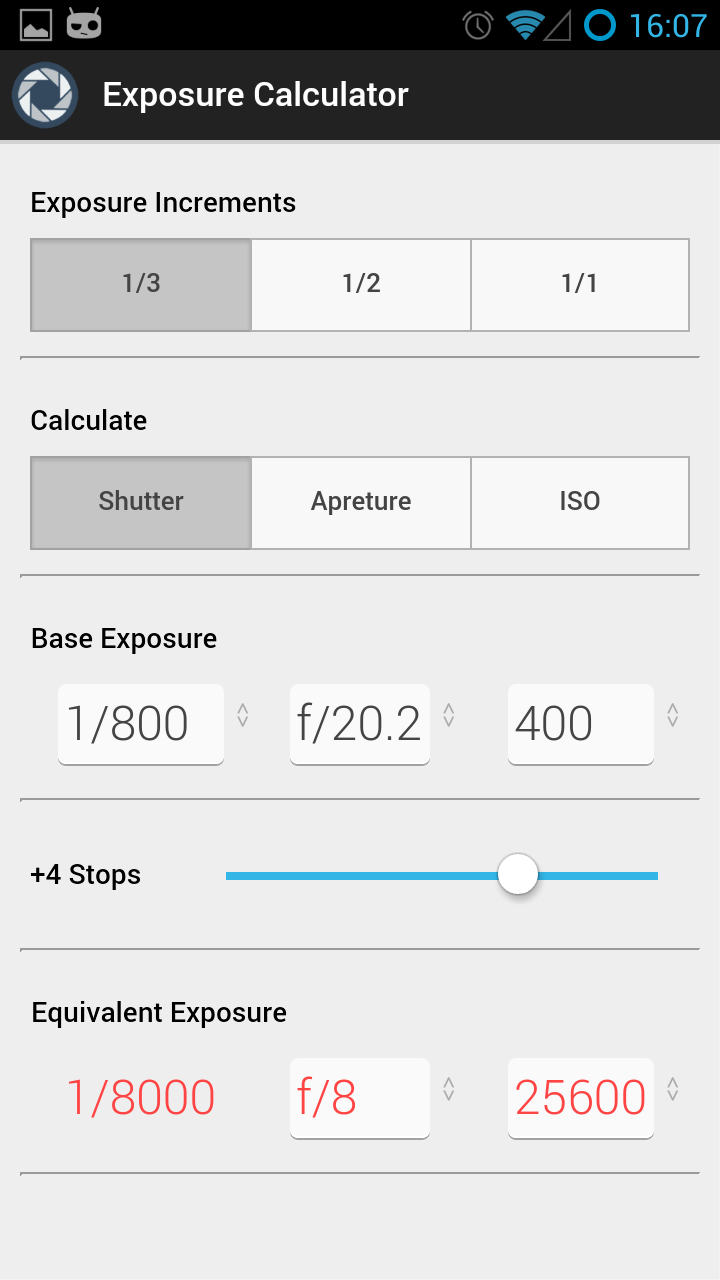 16:07
Exposure Calculator
Exposure Increments
1/3 1/2 1/1
Calculate
Shutter Apreture ISO
Base Exposure
1/800 f/20.2 400
+4 Stops
Equivalent Exposure
1/8000 f/8 25600